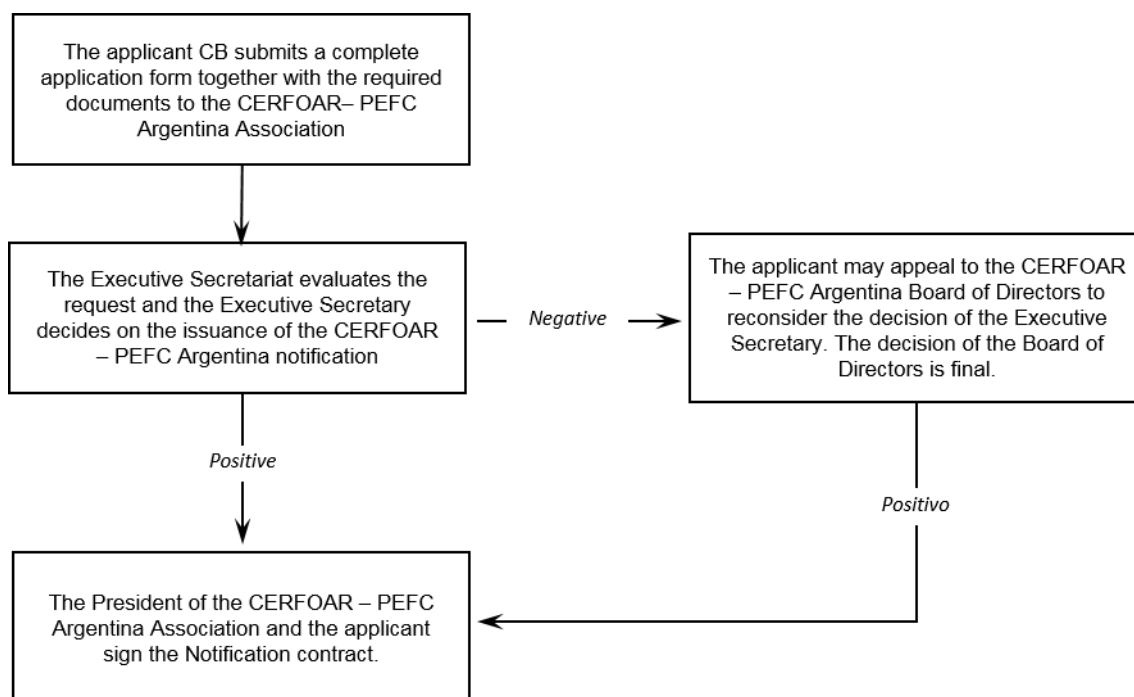 The applicant CB submits a complete
application form together with the required
documents to the CERFOAR– PEFC
Argentina Association
The Executive Secretariat evaluates the
request and the Executive Secretary
decides on the issuance of the CERFOAR
– PEFC Argentina notification
Negative
The applicant may appeal to the CERFOAR
– PEFC Argentina Board of Directors to
reconsider the decision of the Executive
Secretary. The decision of the Board of
Directors is final.
Positive
Positivo
The President of the CERFOAR – PEFC
Argentina Association and the applicant
sign the Notification contract.